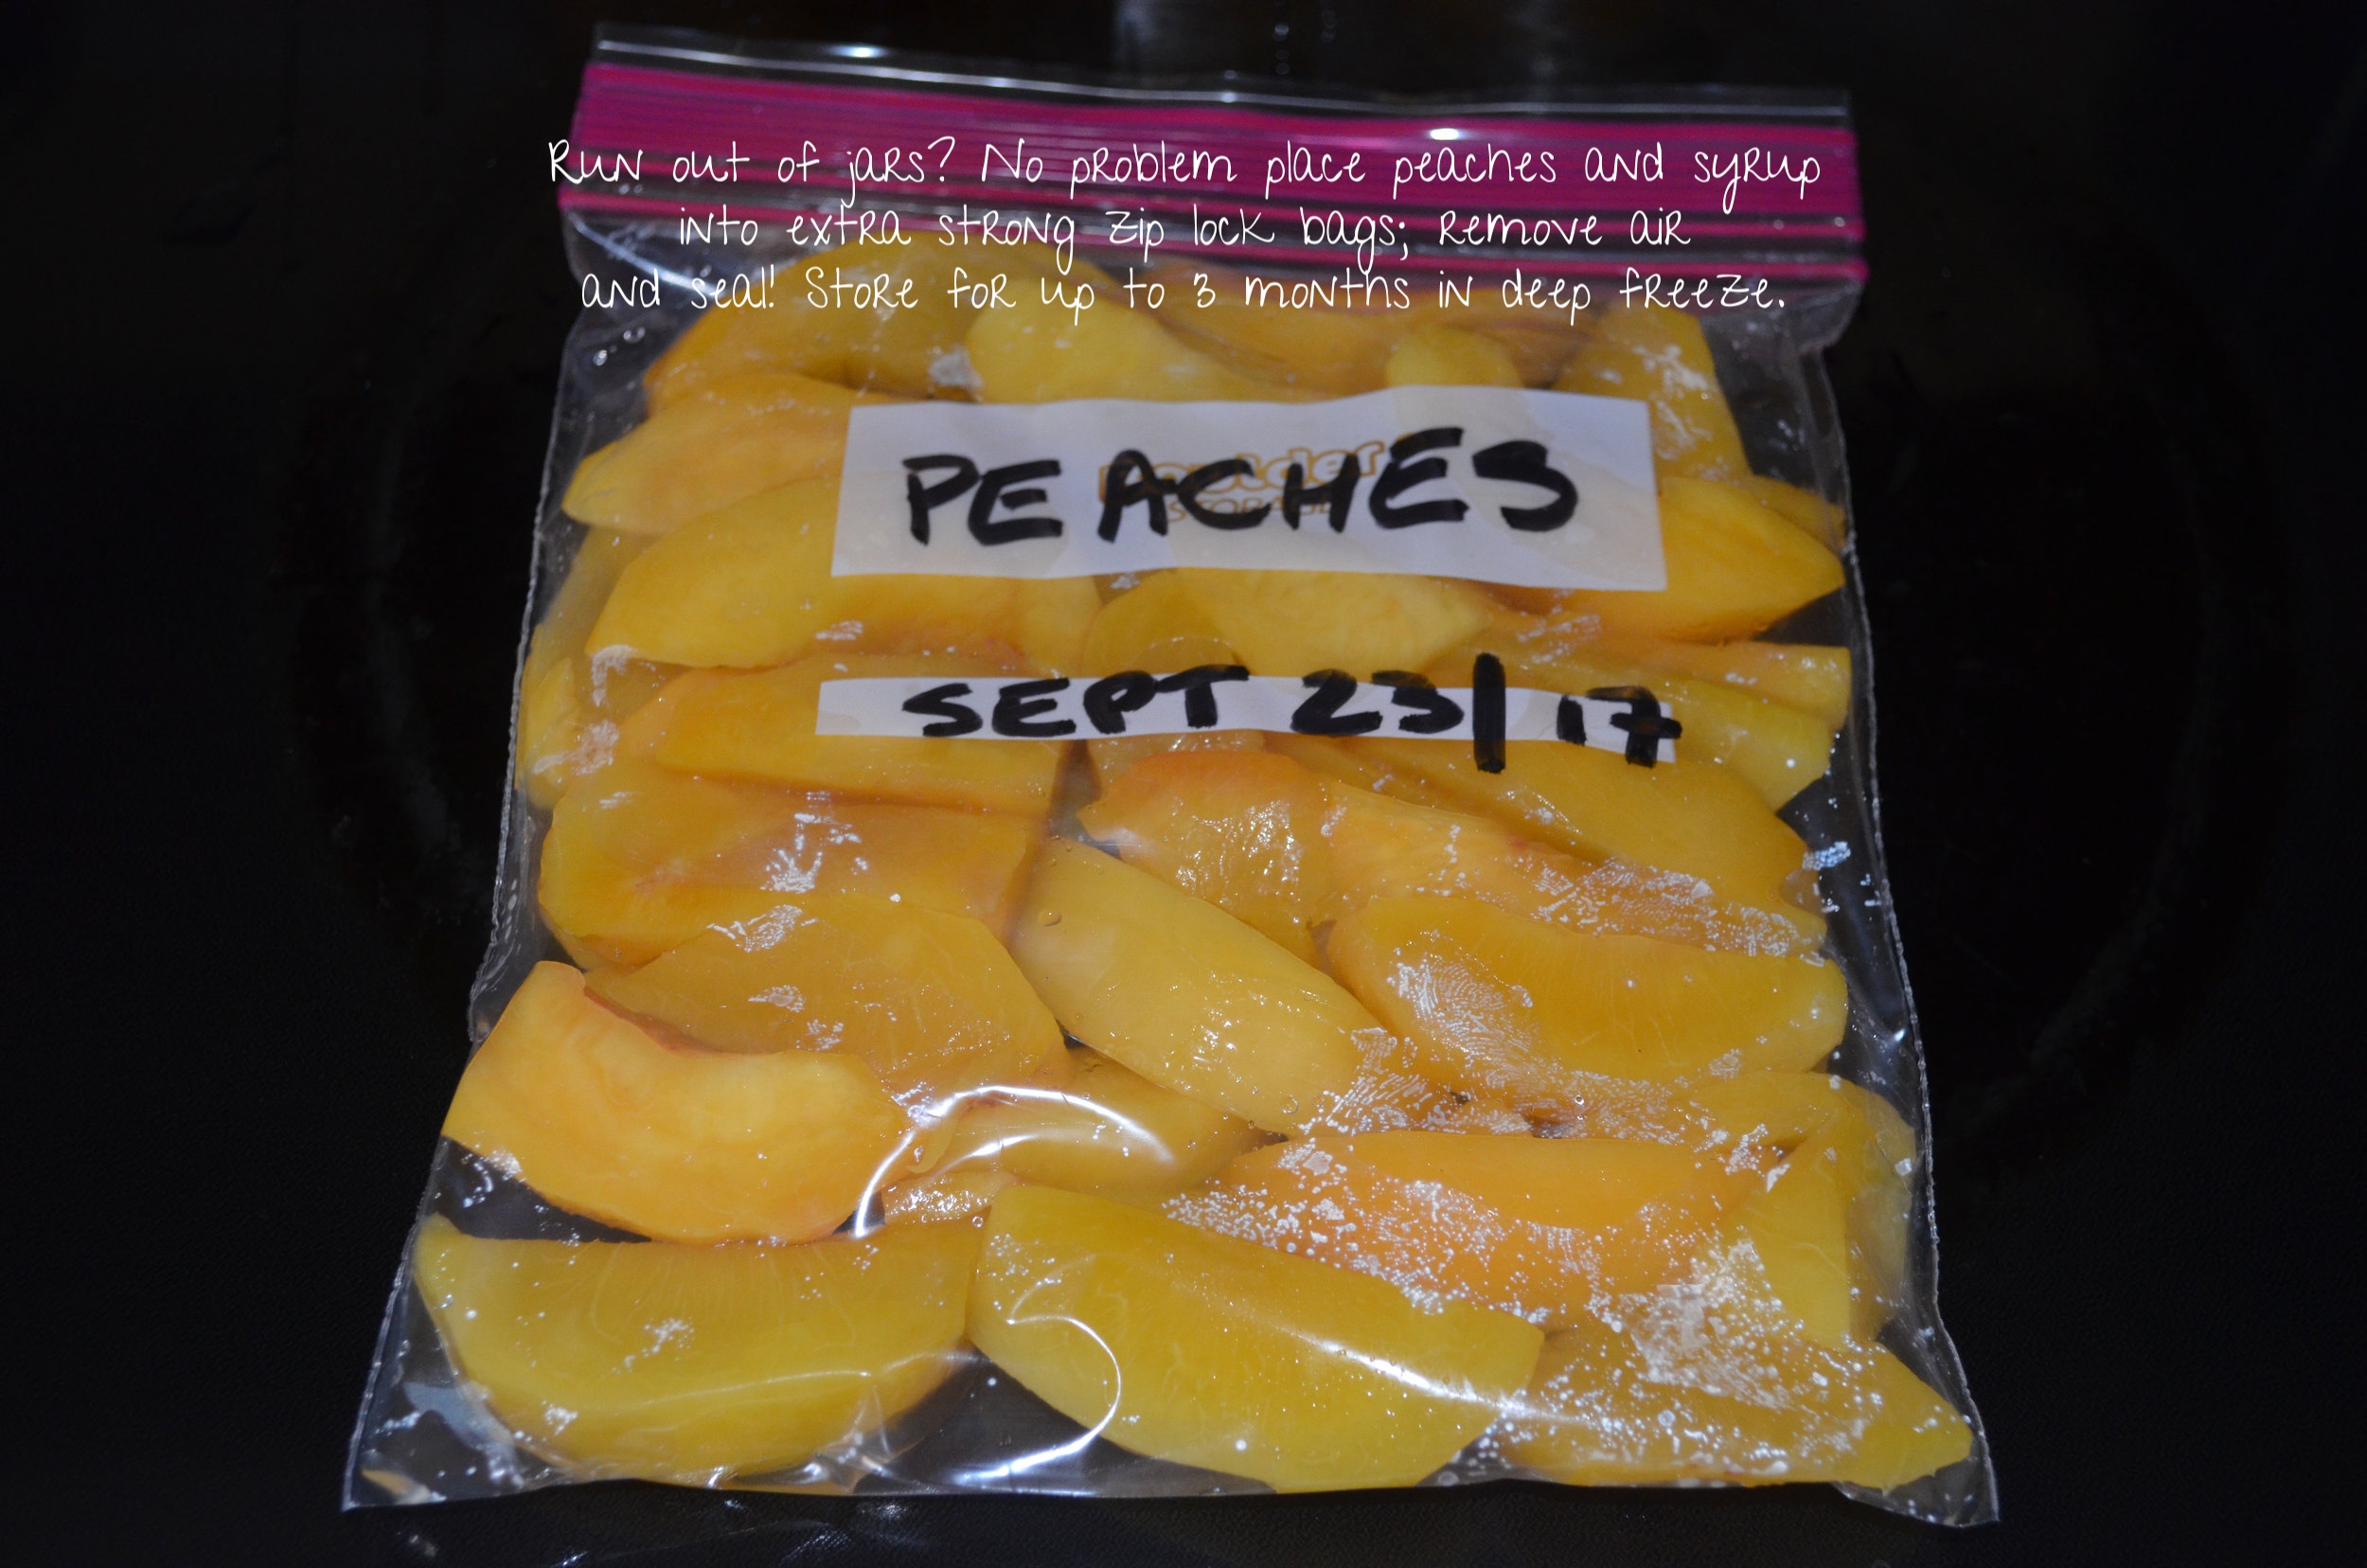 Run out of jars? No problem place peaches and syrup
into extra strong zip lock bags; remove air
and seal! Store for up to 3 months in deep freeze.
PEACHES
SEPT 23/17